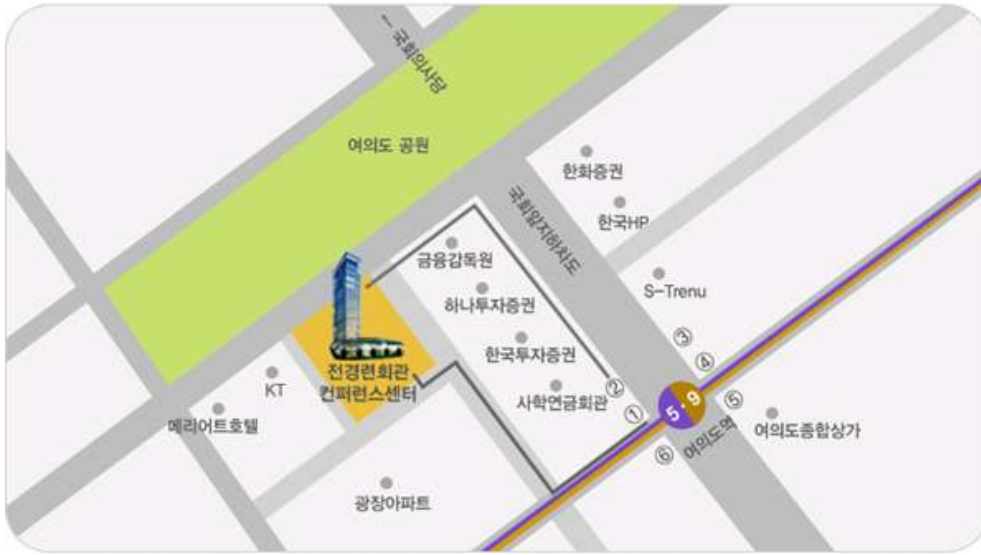 ← 국회의사당
여의도 공원
한화증권
한국HP
국회앞지하차도
금융감독원
S-Trenu
하나투자증권
한국투자증권
사학연금회관
전경련회관
컨퍼런스센터
KT
메리어트호텔
광장아파트
③
④
②
①
5·9
⑤
⑥
여의도역
여의도종합상가